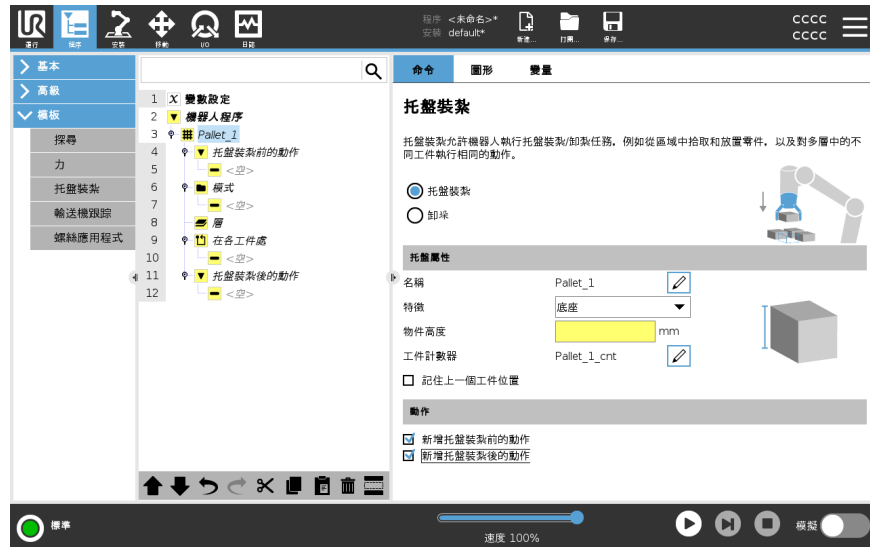 UR
運行
程序
安裝
移動
I/O
日誌
程序 <未命名>*
安裝 default*
新建...
打開...
保存...
CCCC
CCCC
基本
高級
模板
探尋
力
托盤裝紮
輸送機跟踪
螺絲應用程式
1 X 變數設定
2 機器人程序
3 Pallet_1
4 托盤裝紮前的動作
5 <空>
6 模式
7 <空>
8 層
9 在各工件處
10 <空>
11 托盤裝紮後的動作
12 <空>
命令 圖形 變量
托盤裝紮
托盤裝紮允許機器人執行托盤裝紮/卸紮任務，例如從區域中拾取和放置零件，以及對多層中的不
同工件執行相同的動作。
托盤裝紮
卸垛
托盤屬性
名稱 Pallet_1
特徵 底座
物件高度 mm
工件計數器 Pallet_1_cnt
記住上一個工件位置
動作
新增托盤裝紮前的動作
新增托盤裝紮後的動作
標準
速度 100%
模擬